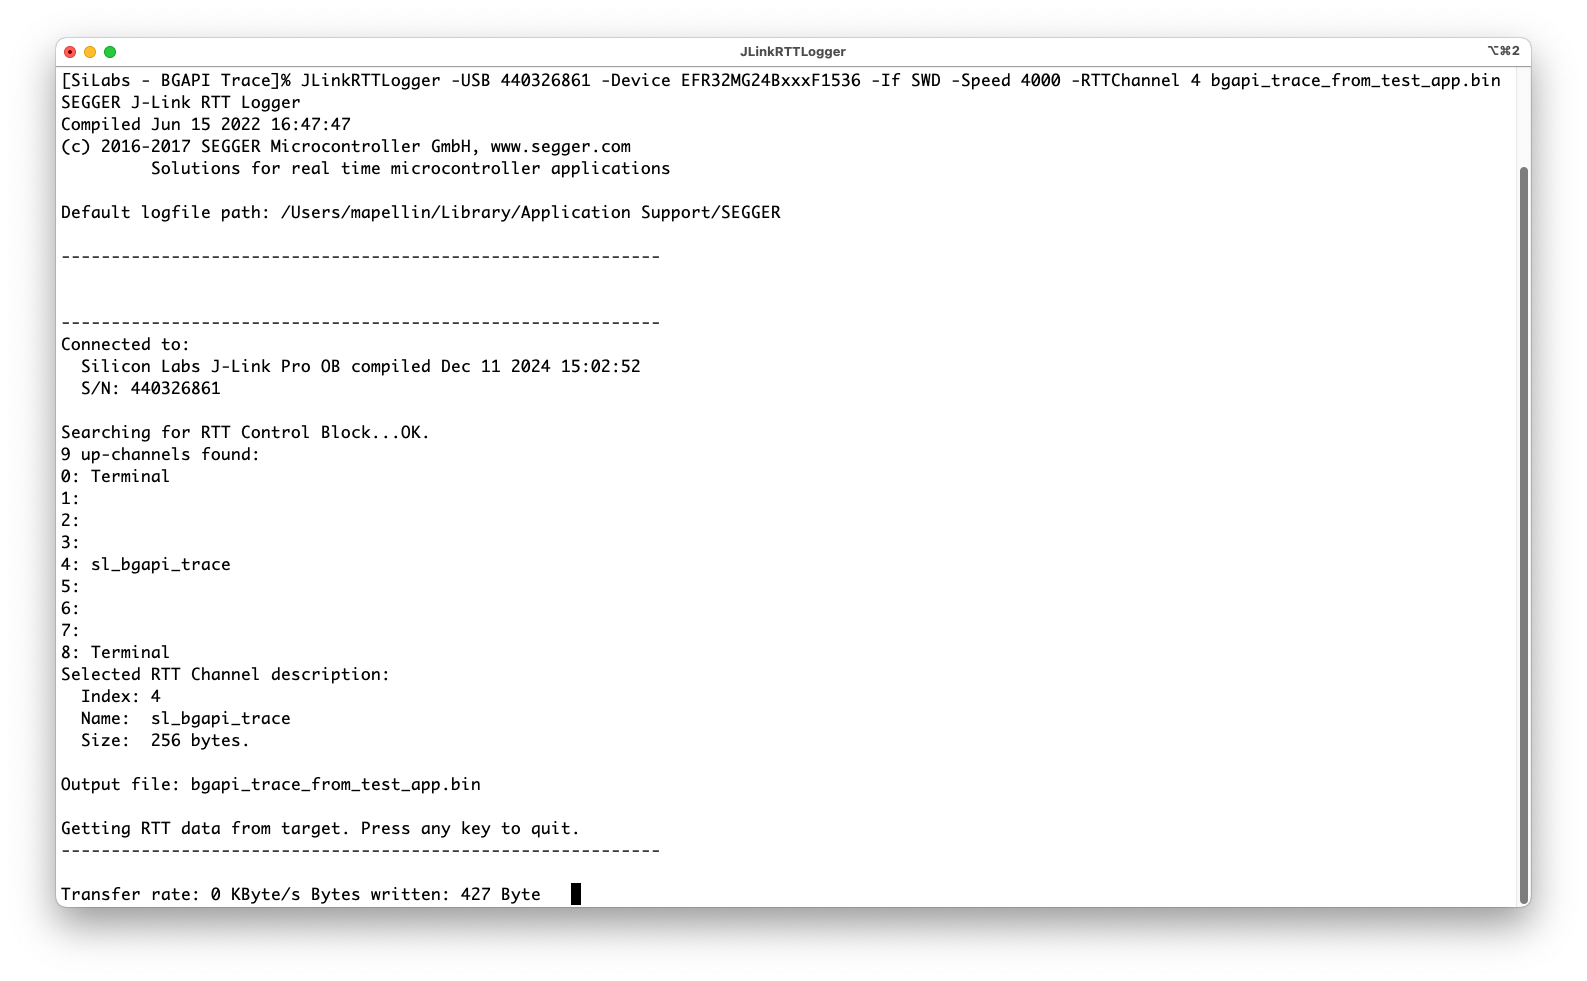 JLinkRTTLogger
⌥⌘2
[SiLabs - BGAPI Trace]% JLinkRTTLogger -USB 440326861 -Device EFR32MG24BxxxF1536 -If SWD -Speed 4000 -RTTChannel 4 bgapi_trace_from_test_app.bin
SEGGER J-Link RTT Logger
Compiled Jun 15 2022 16:47:47
(c) 2016-2017 SEGGER Microcontroller GmbH, www.segger.com
         Solutions for real time microcontroller applications

Default logfile path: /Users/mapellin/Library/Application Support/SEGGER

------------------------------------------------------------


------------------------------------------------------------
Connected to:
  Silicon Labs J-Link Pro OB compiled Dec 11 2024 15:02:52
  S/N: 440326861

Searching for RTT Control Block...OK.
9 up-channels found:
0: Terminal
1:
2:
3:
4: sl_bgapi_trace
5:
6:
7:
8: Terminal
Selected RTT Channel description:
  Index: 4
  Name:  sl_bgapi_trace
  Size:  256 bytes.

Output file: bgapi_trace_from_test_app.bin

Getting RTT data from target. Press any key to quit.
------------------------------------------------------------

Transfer rate: 0 KByte/s Bytes written: 427 Byte